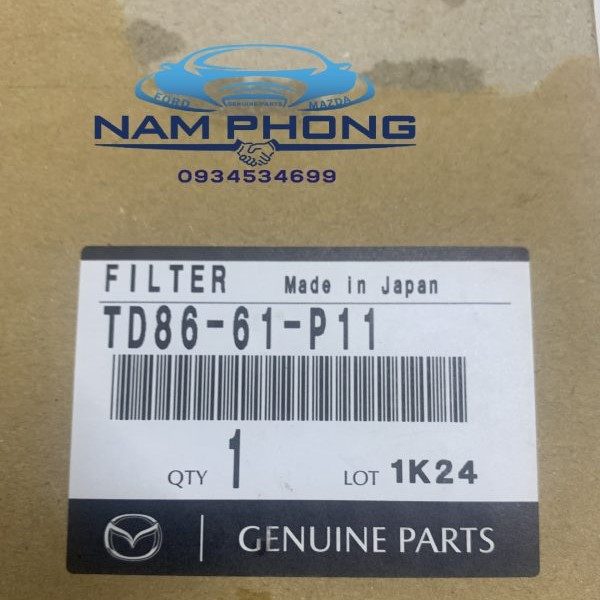 FORD GENUINE PARTS MAZDA
NAM PHONG
0934534699
FILTER Made in Japan
TD86-61-P11
QTY 1 LOT 1K24
GENUINE PARTS